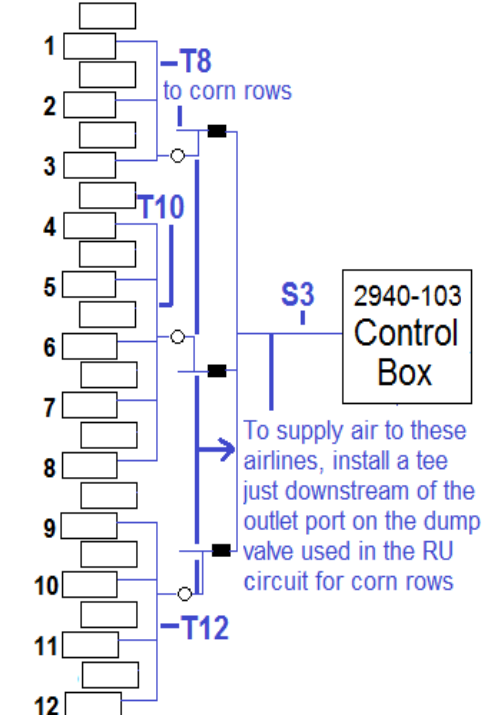 1
T8
to corn rows
2
3
T10
4
5
S3
2940-103
Control
Box
6
7
To supply air to these
airlines, install a tee
just downstream of the
outlet port on the dump
valve used in the RU
circuit for corn rows
8
9
10
11
T12
12